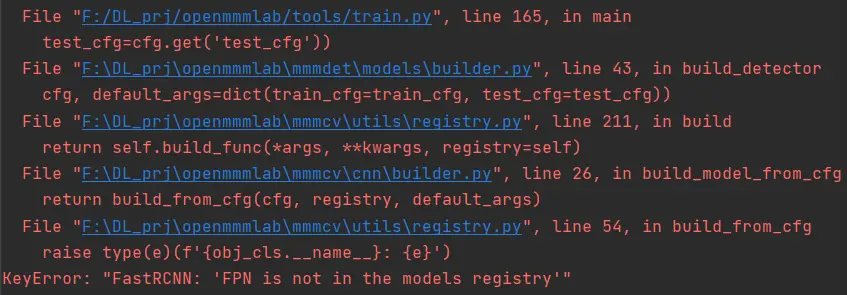 File "F:/DL_prj/openmmmlab/tools/train.py", line 165, in main
test_cfg=cfg.get('test_cfg'))
File "F:\DL_prj\openmmmlab\mmmdet\models\builder.py", line 43, in build_detector
cfg, default_args=dict(train_cfg=train_cfg, test_cfg=test_cfg))
File "F:\DL_prj\openmmmlab\mmmcv\utils\registry.py", line 211, in build
return self.build_func(*args, **kwargs, registry=self)
File "F:\DL_prj\openmmmlab\mmmcv\cnn\builder.py", line 26, in build_model_from_cfg
return build_from_cfg(cfg, registry, default_args)
File "F:\DL_prj\openmmmlab\mmmcv\utils\registry.py", line 54, in build_from_cfg
raise type(e)(f'{obj_cls.__name__}: {e}')
KeyError: "FastRCNN: 'FPN is not in the models registry'"